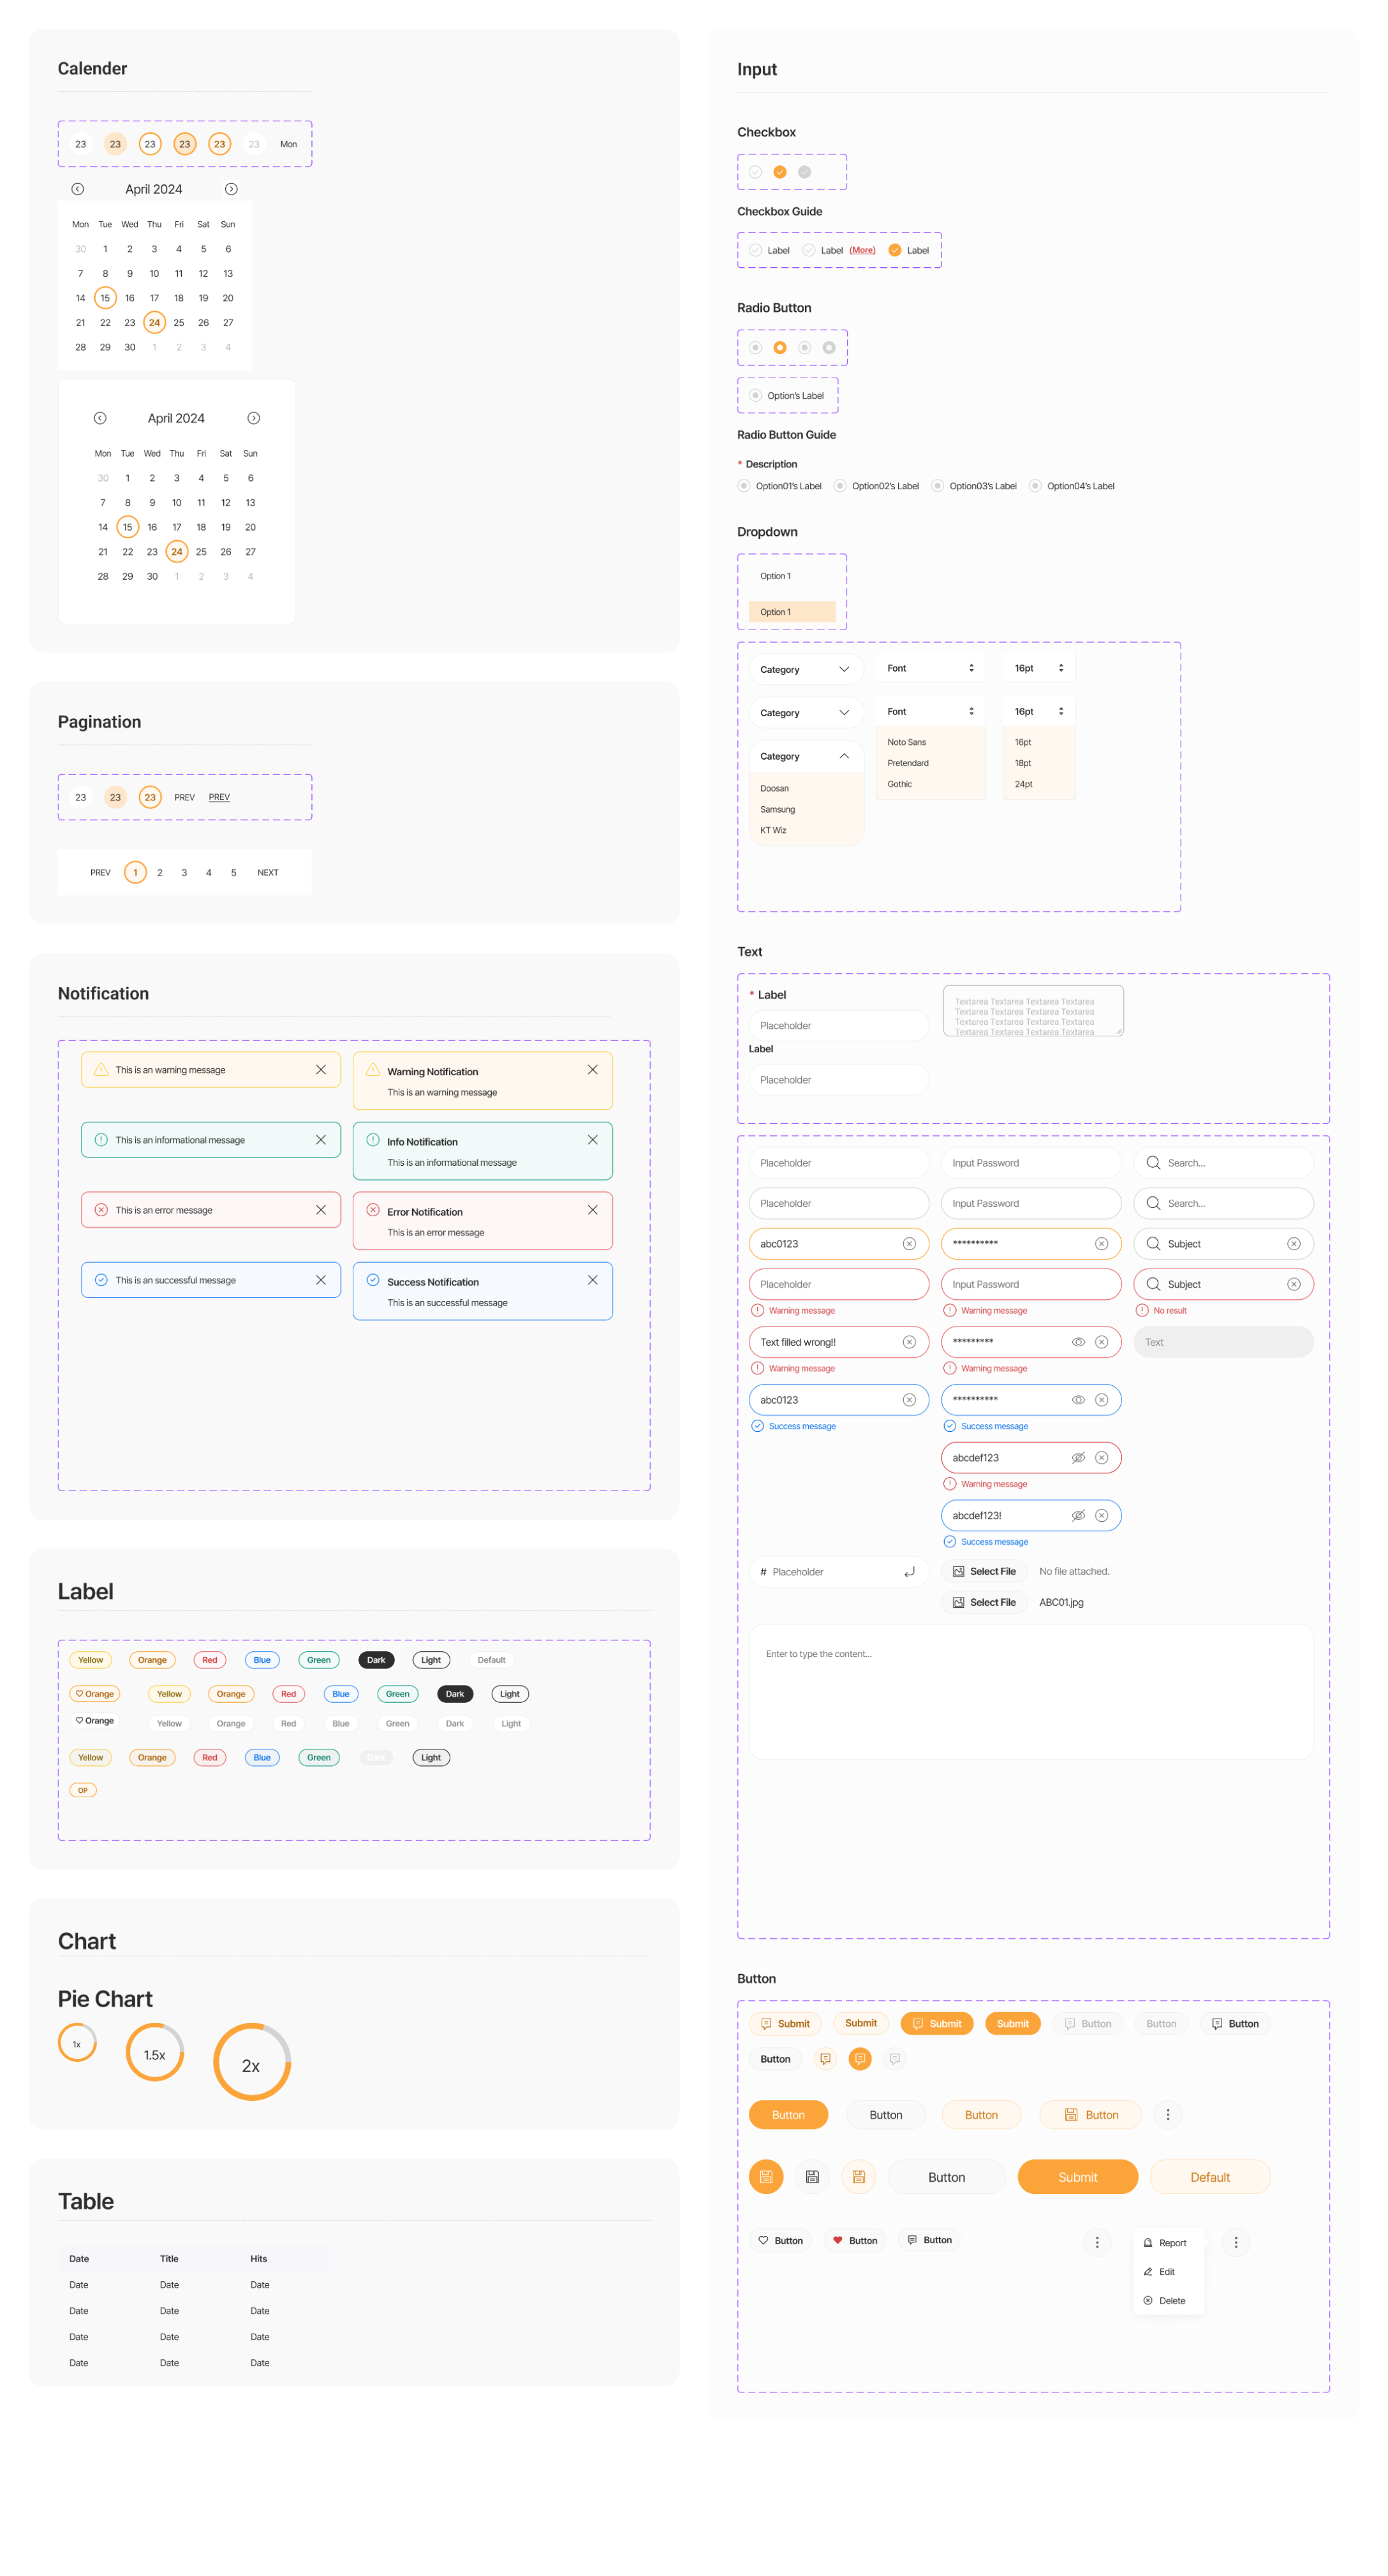 Calender
23 23 23 23 23 23 Mon
April 2024
Mon Tue Wed Thu Fri Sat Sun
30 1 2 3 4 5 6
7 8 9 10 11 12 13
14 15 16 17 18 19 20
21 22 23 24 25 26 27
28 29 30 1 2 3 4
April 2024
Mon Tue Wed Thu Fri Sat Sun
30 1 2 3 4 5 6
7 8 9 10 11 12 13
14 15 16 17 18 19 20
21 22 23 24 25 26 27
28 29 30 1 2 3 4
Pagination
23 23 23 PREV PREV
PREV 1 2 3 4 5 NEXT
Notification
This is an warning message
Warning Notification
This is an warning message
This is an informational message
Info Notification
This is an informational message
This is an error message
Error Notification
This is an error message
This is an successful message
Success Notification
This is an successful message
Label
Yellow Orange Red Blue Green Dark Light Default
Orange Yellow Orange Red Blue Green Dark Light
Orange Yellow Orange Red Blue Green Dark Light
Yellow Orange Red Blue Green Dark Light
OP
Chart
Pie Chart
1x 1.5x 2x
Table
Date Title Hits
Date Date Date
Date Date Date
Date Date Date
Date Date Date
Input
Checkbox
Checkbox Guide
Label Label (More) Label
Radio Button
Option's Label
Radio Button Guide
* Description
Option01's Label Option02's Label Option03's Label Option04's Label
Dropdown
Option 1
Option 1
Category Font 16pt
Category Font 16pt
Noto Sans 16pt
Category Pretendard 18pt
Gothic 24pt
Doosan
Samsung
KT Wiz
Text
* Label
Placeholder
Label
Placeholder
Textarea Textarea Textarea Textarea
Textarea Textarea Textarea Textarea
Textarea Textarea Textarea Textarea
Textarea Textarea Textarea Textarea
Placeholder Input Password Search...
Placeholder Input Password Search...
abc0123 ********** Subject
Placeholder Input Password Subject
Warning message Warning message No result
Text filled wrong!! ********* Text
Warning message Warning message
abc0123 **********
Success message Success message
abcdef123
Warning message
abcdef123!
Success message
# Placeholder Select File No file attached.
Select File ABC01.jpg
Enter to type the content...
Button
Submit Submit Submit Submit Button Button Button
Button
Button Button Button Button
Button Submit Default
Button Button Button
Report
Edit
Delete